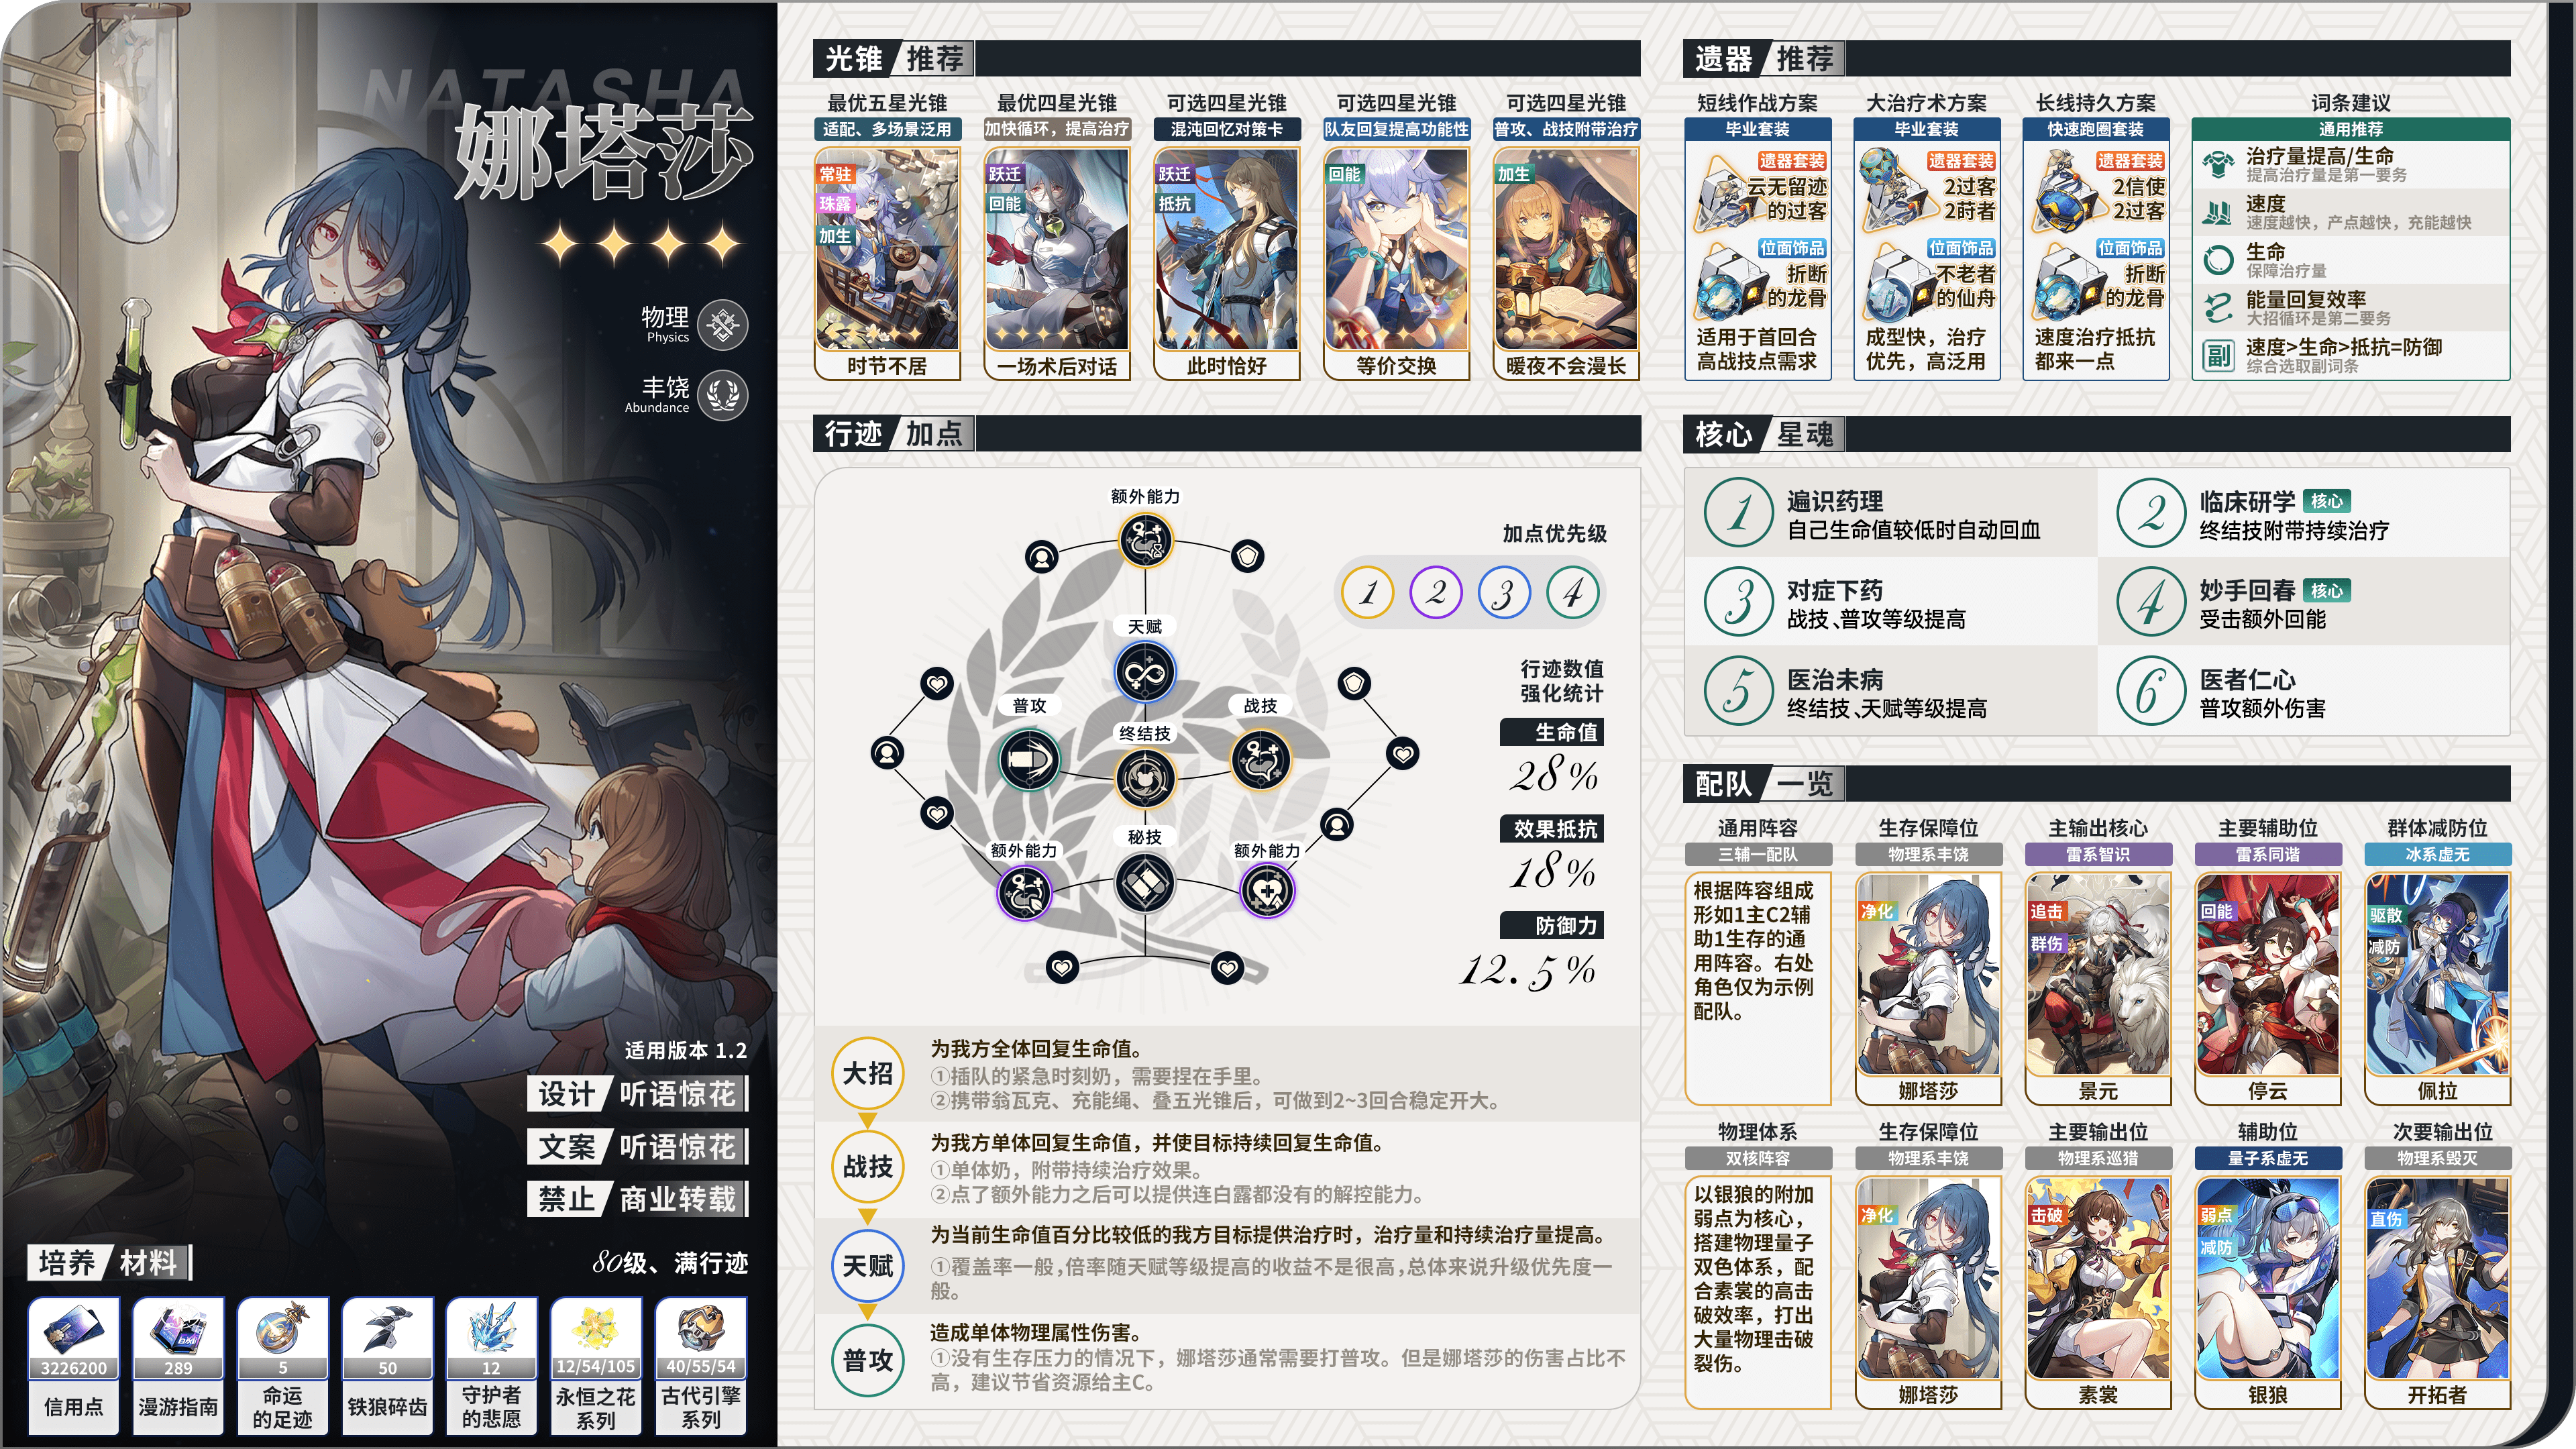 NATASHA
娜塔莎
物理
Physics
丰饶
Abundance
适用版本 1.2
设计 听语惊花
文案 听语惊花
禁止 商业转载
培养 材料
80级、满行迹
3226200
信用点
289
漫游指南
5
命运
的足迹
50
铁狼碎齿
12
守护者
的悲愿
12/54/105
永恒之花
系列
40/55/54
古代引擎
系列
光锥 推荐
最优五星光锥
适配、多场景泛用
常驻
珠露
加生
时节不居
最优四星光锥
加快循环，提高治疗
跃迁
回能
一场术后对话
可选四星光锥
混沌回忆对策卡
跃迁
抵抗
此时恰好
可选四星光锥
队友回复提高功能性
回能
等价交换
可选四星光锥
普攻、战技附带治疗
加生
暖夜不会漫长
行迹 加点
额外能力
天赋
普攻
战技
终结技
秘技
额外能力
额外能力
加点优先级
1 2 3 4
行迹数值
强化统计
生命值
28%
效果抵抗
18%
防御力
12.5%
大招
为我方全体回复生命值。
①插队的紧急时刻奶，需要捏在手里。
②携带翁瓦克、充能绳、叠五光锥后，可做到2~3回合稳定开大。
战技
为我方单体回复生命值，并使目标持续回复生命值。
①单体奶，附带持续治疗效果。
②点了额外能力之后可以提供连白露都没有的解控能力。
天赋
为当前生命值百分比较低的我方目标提供治疗时，治疗量和持续治疗量提高。
①覆盖率一般,倍率随天赋等级提高的收益不是很高,总体来说升级优先度一
般。
普攻
造成单体物理属性伤害。
①没有生存压力的情况下，娜塔莎通常需要打普攻。但是娜塔莎的伤害占比不
高，建议节省资源给主C。
遗器 推荐
短线作战方案
毕业套装
遗器套装
云无留迹
的过客
位面饰品
折断
的龙骨
适用于首回合
高战技点需求
大治疗术方案
毕业套装
遗器套装
2过客
2莳者
位面饰品
不老者
的仙舟
成型快，治疗
优先，高泛用
长线持久方案
快速跑圈套装
遗器套装
2信使
2过客
位面饰品
折断
的龙骨
速度治疗抵抗
都来一点
词条建议
通用推荐
治疗量提高/生命
提高治疗量是第一要务
速度
速度越快，产点越快，充能越快
生命
保障治疗量
能量回复效率
大招循环是第二要务
副
速度>生命>抵抗=防御
综合选取副词条
核心 星魂
1
遍识药理
自己生命值较低时自动回血
2
临床研学 核心
终结技附带持续治疗
3
对症下药
战技、普攻等级提高
4
妙手回春 核心
受击额外回能
5
医治未病
终结技、天赋等级提高
6
医者仁心
普攻额外伤害
配队 一览
通用阵容
三辅一配队
根据阵容组成
形如1主C2辅
助1生存的通
用阵容。右处
角色仅为示例
配队。
生存保障位
物理系丰饶
净化
娜塔莎
主输出核心
雷系智识
追击
群伤
景元
主要辅助位
雷系同谐
回能
停云
群体减防位
冰系虚无
驱散
减防
佩拉
物理体系
双核阵容
以银狼的附加
弱点为核心，
搭建物理量子
双色体系，配
合素裳的高击
破效率，打出
大量物理击破
裂伤。
生存保障位
物理系丰饶
净化
娜塔莎
主要输出位
物理系巡猎
击破
素裳
辅助位
量子系虚无
弱点
减防
银狼
次要输出位
物理系毁灭
直伤
开拓者